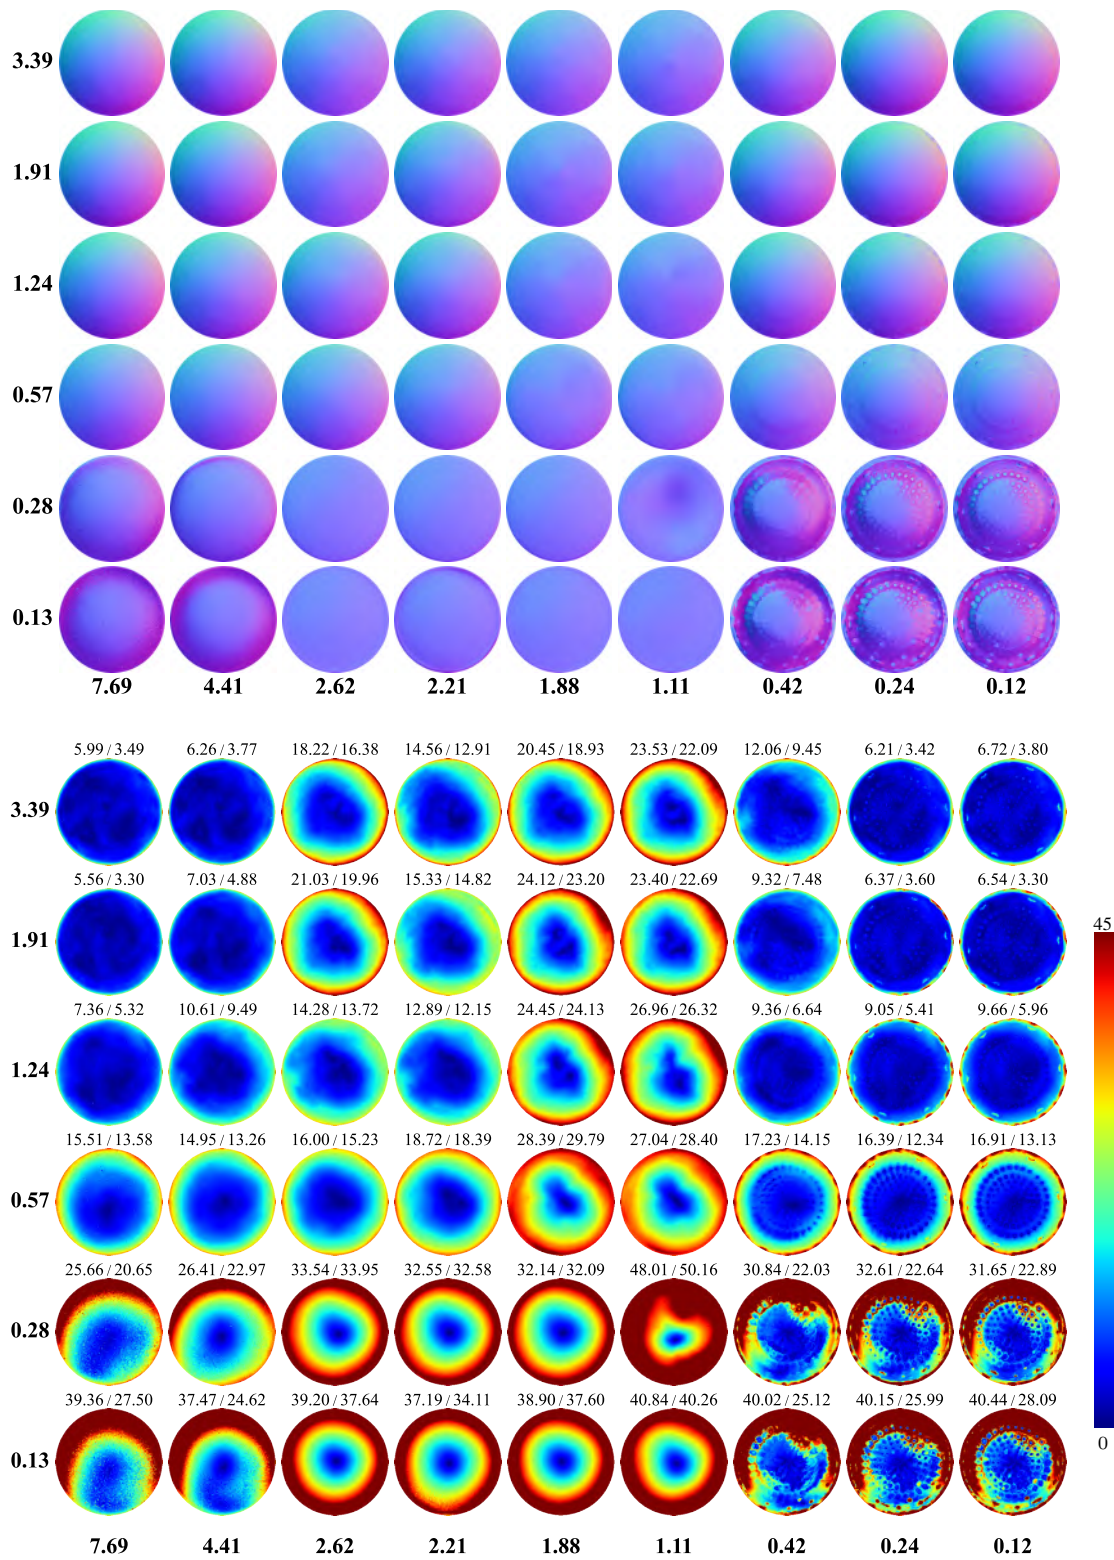 3.39
1.91
1.24
0.57
0.28
0.13
7.69 4.41 2.62 2.21 1.88 1.11 0.42 0.24 0.12
5.99 / 3.49 6.26 / 3.77 18.22 / 16.38 14.56 / 12.91 20.45 / 18.93 23.53 / 22.09 12.06 / 9.45 6.21 / 3.42 6.72 / 3.80
3.39
5.56 / 3.30 7.03 / 4.88 21.03 / 19.96 15.33 / 14.82 24.12 / 23.20 23.40 / 22.69 9.32 / 7.48 6.37 / 3.60 6.54 / 3.30
45
1.91
7.36 / 5.32 10.61 / 9.49 14.28 / 13.72 12.89 / 12.15 24.45 / 24.13 26.96 / 26.32 9.36 / 6.64 9.05 / 5.41 9.66 / 5.96
1.24
15.51 / 13.58 14.95 / 13.26 16.00 / 15.23 18.72 / 18.39 28.39 / 29.79 27.04 / 28.40 17.23 / 14.15 16.39 / 12.34 16.91 / 13.13
0.57
25.66 / 20.65 26.41 / 22.97 33.54 / 33.95 32.55 / 32.58 32.14 / 32.09 48.01 / 50.16 30.84 / 22.03 32.61 / 22.64 31.65 / 22.89
0.28
39.36 / 27.50 37.47 / 24.62 39.20 / 37.64 37.19 / 34.11 38.90 / 37.60 40.84 / 40.26 40.02 / 25.12 40.15 / 25.99 40.44 / 28.09
0
0.13
7.69 4.41 2.62 2.21 1.88 1.11 0.42 0.24 0.12